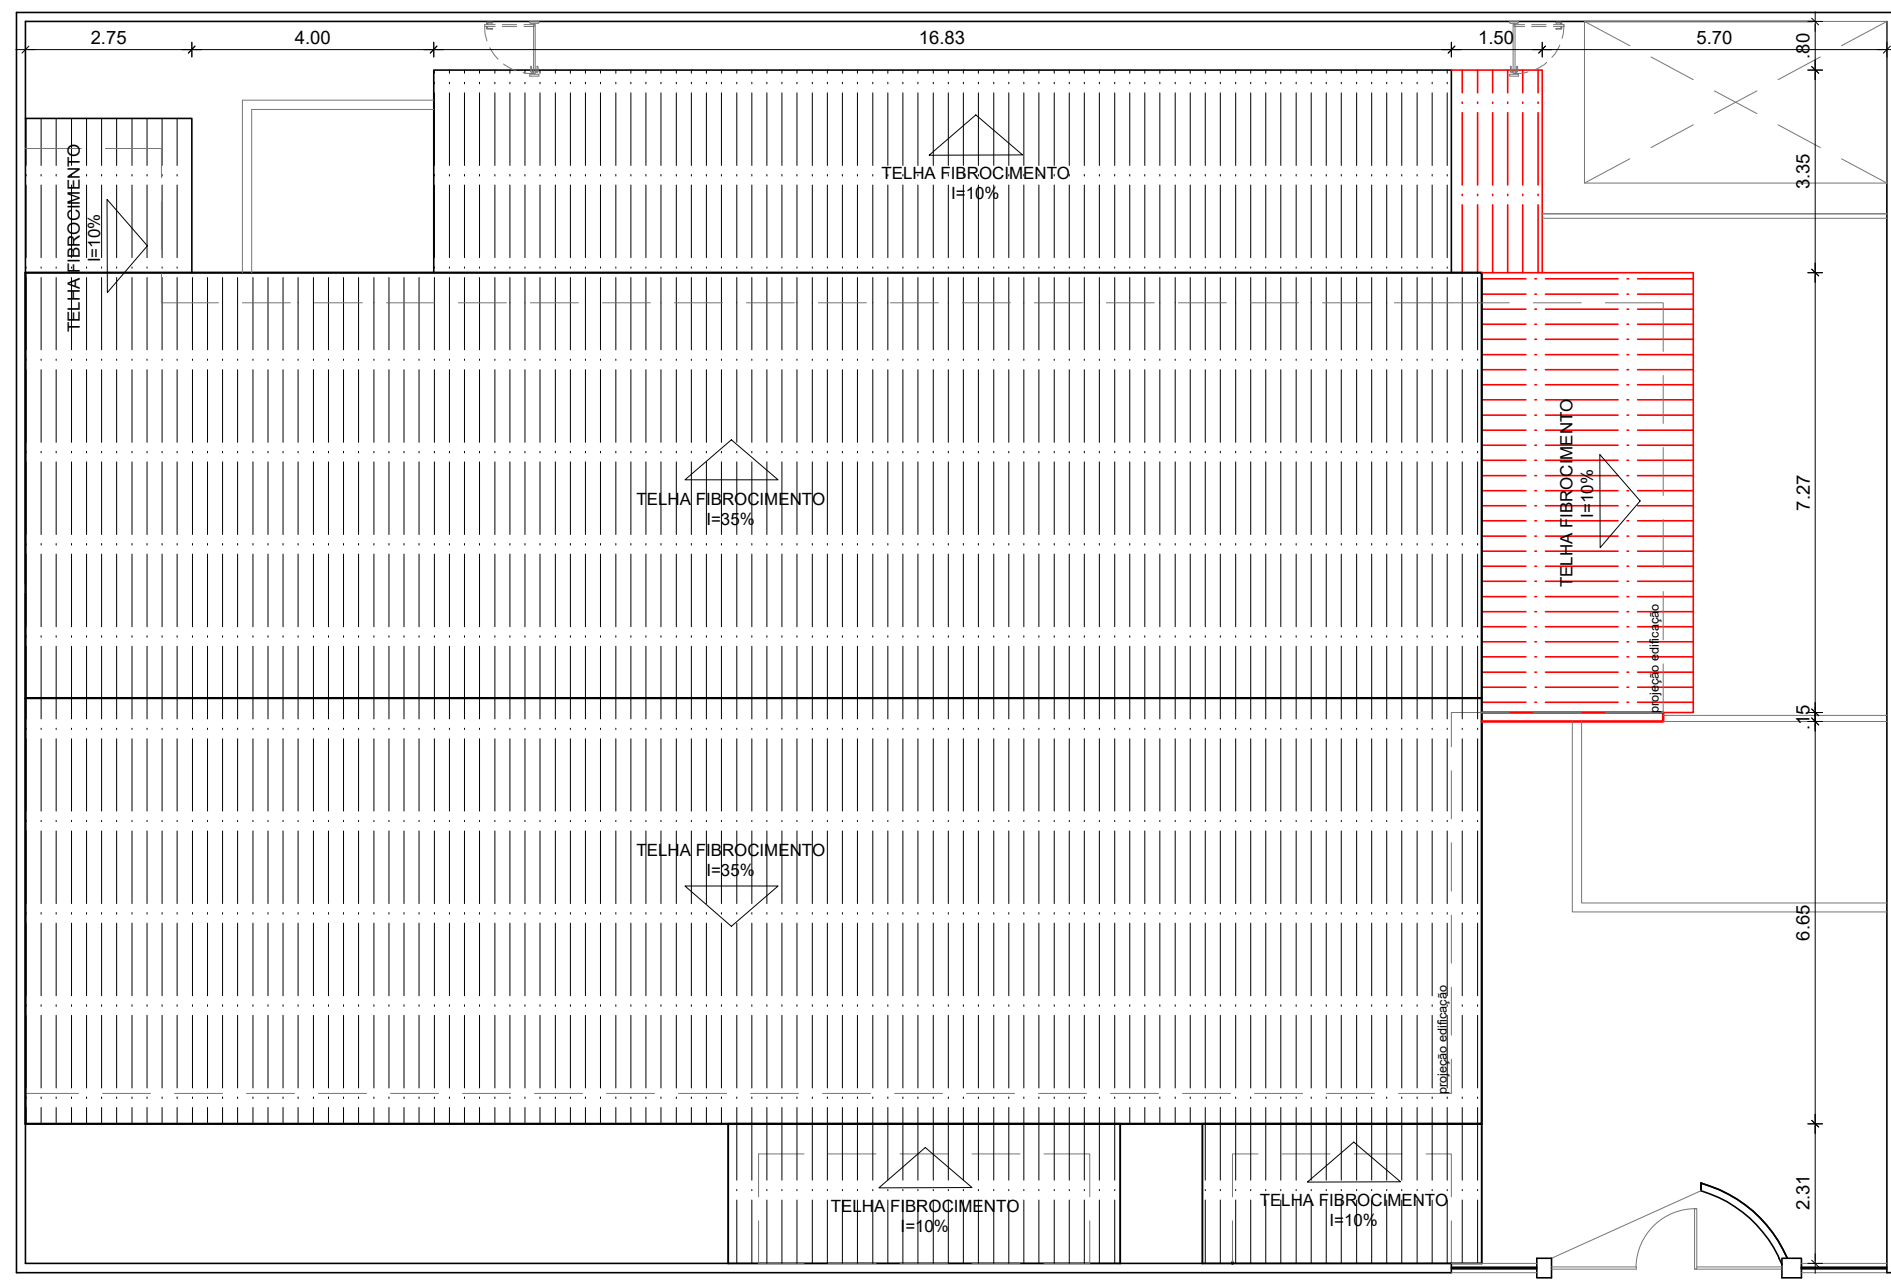 2.75
4.00
16.83
1.50
5.70
.80
TELHA FIBROCIMENTO
I=10%
TELHA FIBROCIMENTO
I=10%
3.35
TELHA FIBROCIMENTO
I=35%
TELHA FIBROCIMENTO
I=10%
7.27
projeção edificação
.15
TELHA FIBROCIMENTO
I=35%
6.65
projeção edificação
TELHA FIBROCIMENTO
I=10%
TELHA FIBROCIMENTO
I=10%
2.31